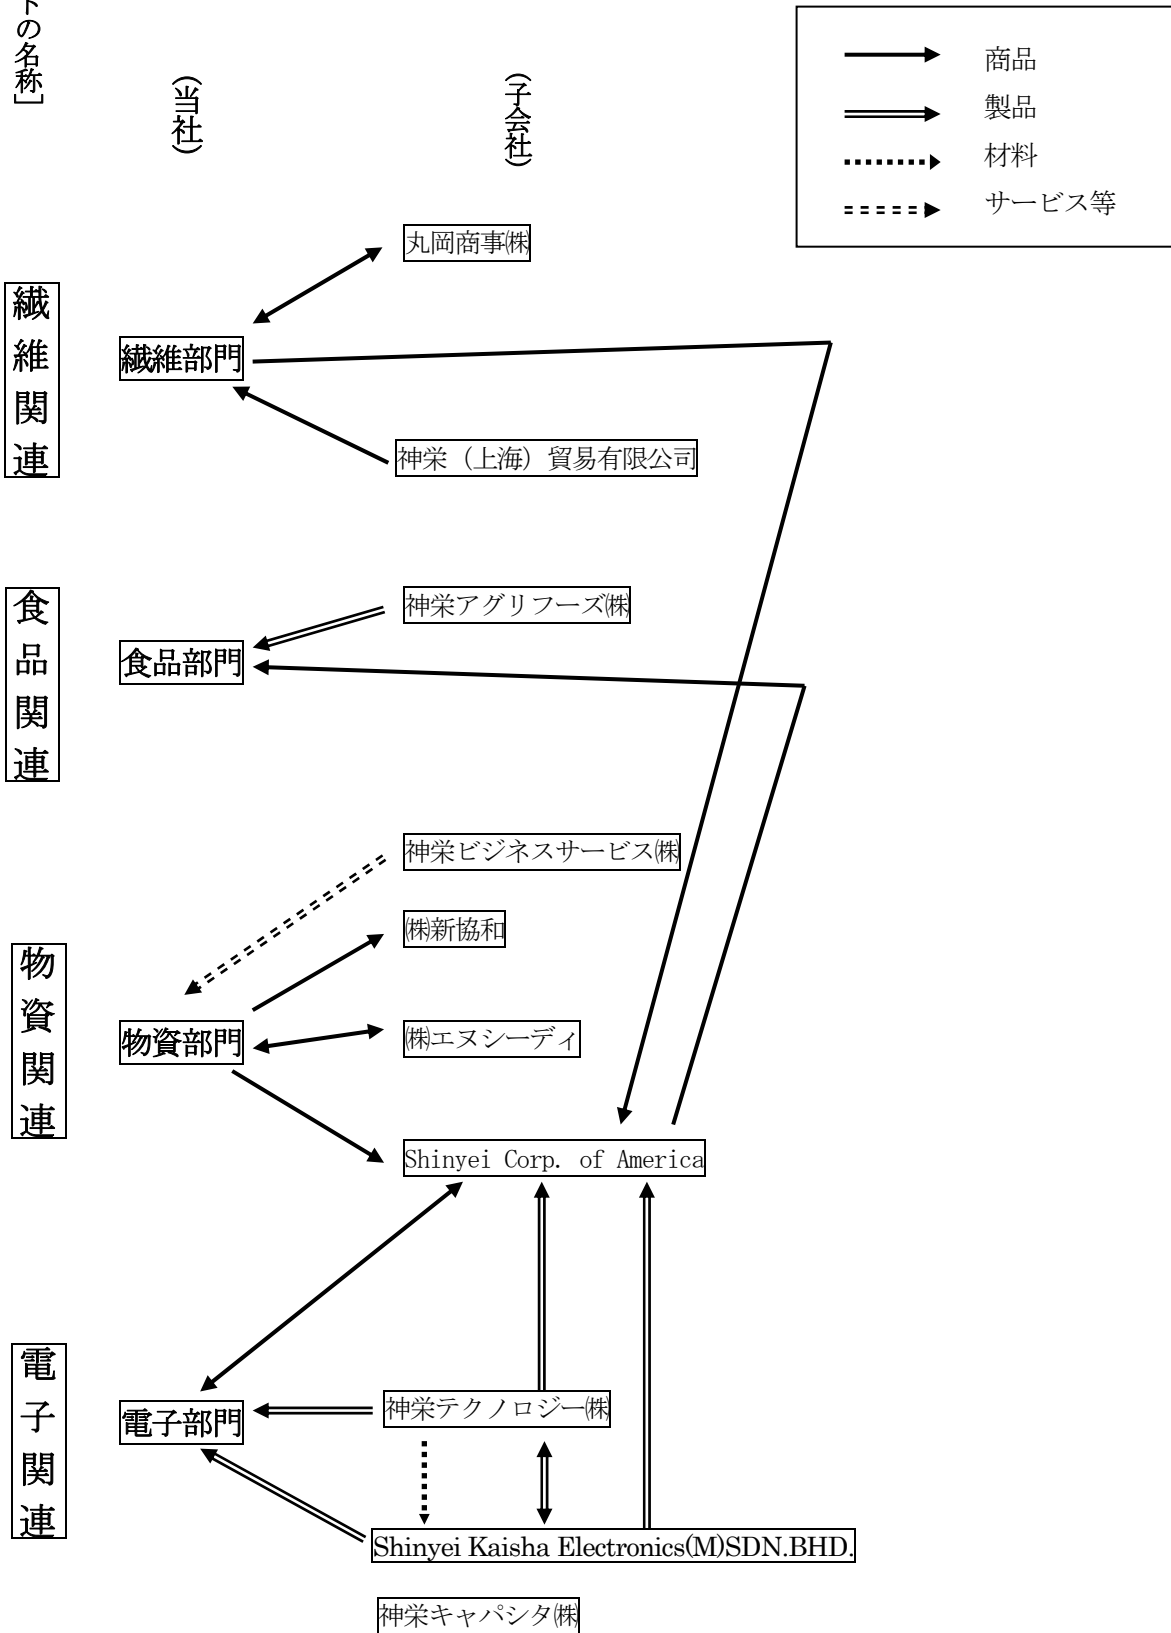 トの名称]
(当社)
(子会社)
商品
製品
材料
サービス等
繊維関連
丸岡商事㈱
繊維部門
神栄（上海）貿易有限公司
食品関連
神栄アグリフーズ㈱
食品部門
物資関連
神栄ビジネスサービス㈱
㈱新協和
物資部門
㈱エヌシーディ
Shinyei Corp. of America
電子関連
神栄テクノロジー㈱
電子部門
Shinyei Kaisha Electronics(M)SDN.BHD.
神栄キャパシタ㈱